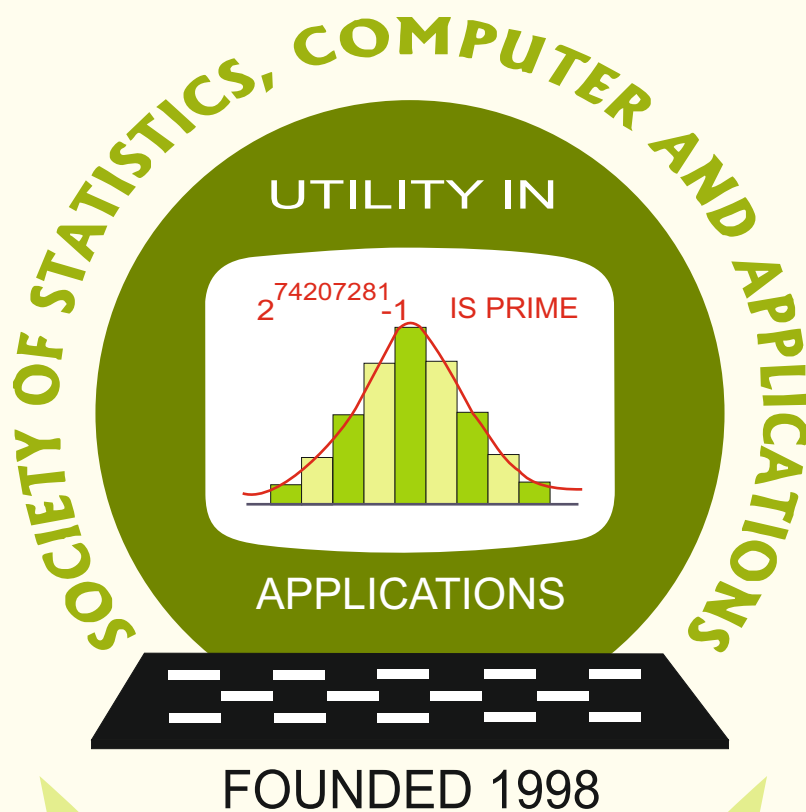 SOCIETY OF STATISTICS, COMPUTER AND APPLICATIONS
UTILITY IN
2^74207281-1 IS PRIME
APPLICATIONS
FOUNDED 1998